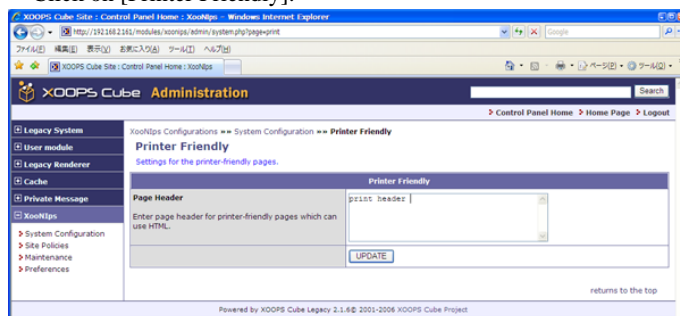 Click on [Printer Friendly].
XOOPS Cube Site : Control Panel Home : XooNIps - Windows Internet Explorer
http://192.168.2.161/modules/xoonips/admin/system.php?page=print
Google
ファイル(F) 編集(E) 表示(V) お気に入り(A) ツール(T) ヘルプ(H)
XOOPS Cube Site : Control Panel Home : XooNIps
ページ(P) ツール(O)
XOOPS Cube Administration
Search
Control Panel Home Home Page Logout
Legacy System
User module
Legacy Renderer
Cache
Private Message
XooNIps
System Configuration
Site Policies
Maintenance
Preferences
XooNIps Configurations »» System Configuration »» Printer Friendly
Printer Friendly
Settings for the printer-friendly pages.
Printer Friendly
Page Header
Enter page header for printer-friendly pages which can
use HTML.
print header
UPDATE
returns to the top
Powered by XOOPS Cube Legacy 2.1.6© 2001-2006 XOOPS Cube Project